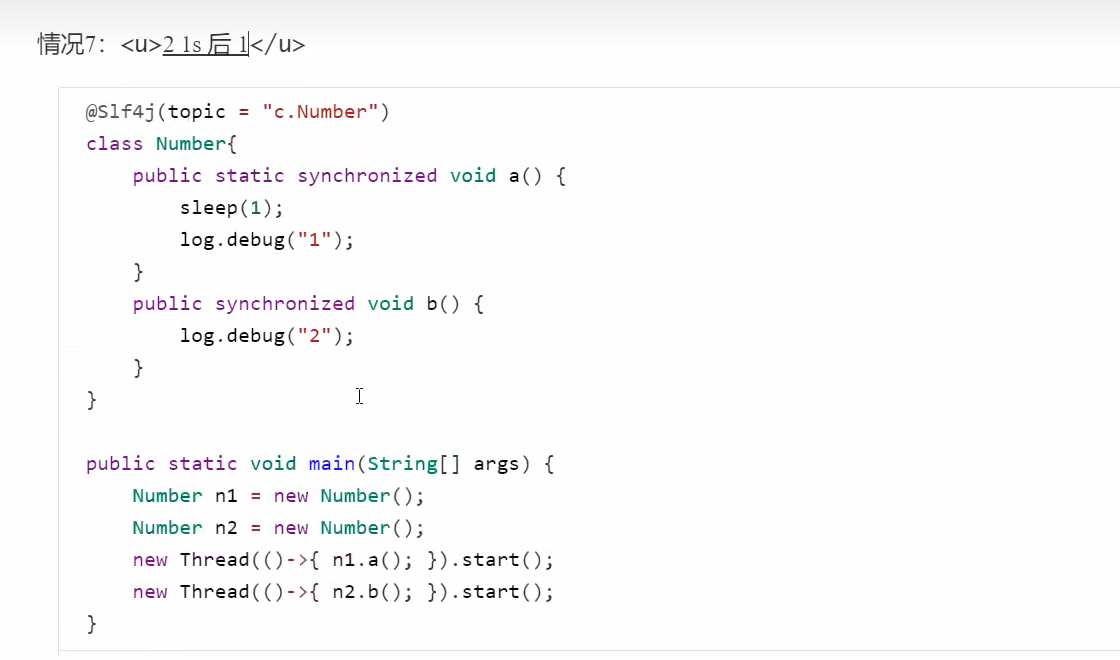 情况7：<u>2 1s 后 1</u>
@Slf4j(topic = "c.Number")
class Number{
    public static synchronized void a() {
        sleep(1);
        log.debug("1");
    }
    public synchronized void b() {
        log.debug("2");
    }
}
public static void main(String[] args) {
    Number n1 = new Number();
    Number n2 = new Number();
    new Thread(()->{ n1.a(); }).start();
    new Thread(()->{ n2.b(); }).start();
}